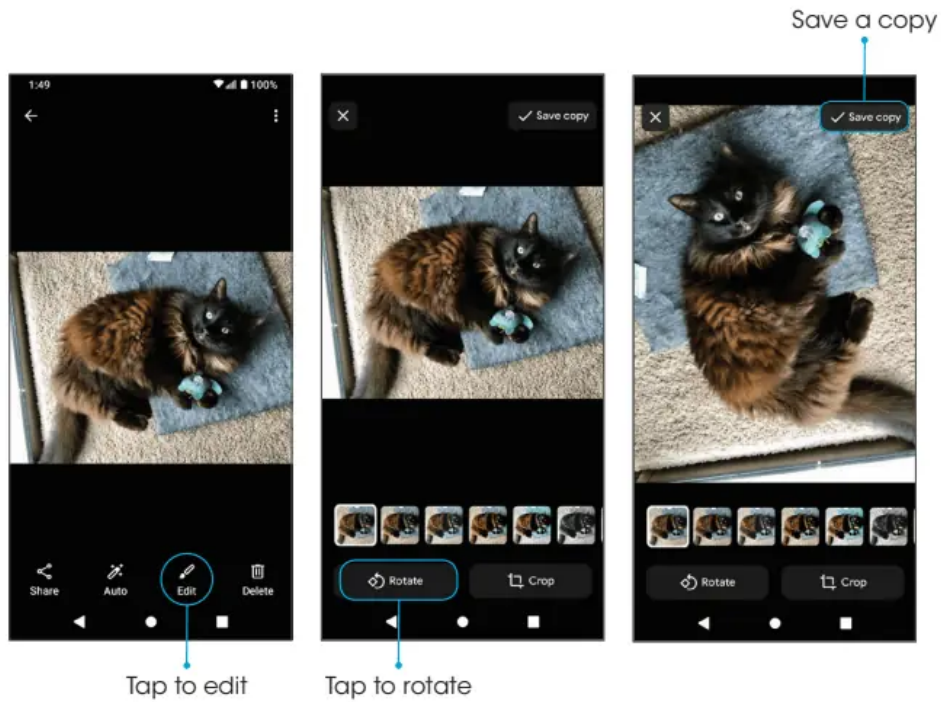 Save a copy
1:49
100%
Save copy
Save copy
Share
Auto
Edit
Delete
Rotate
Crop
Rotate
Crop
Tap to edit
Tap to rotate